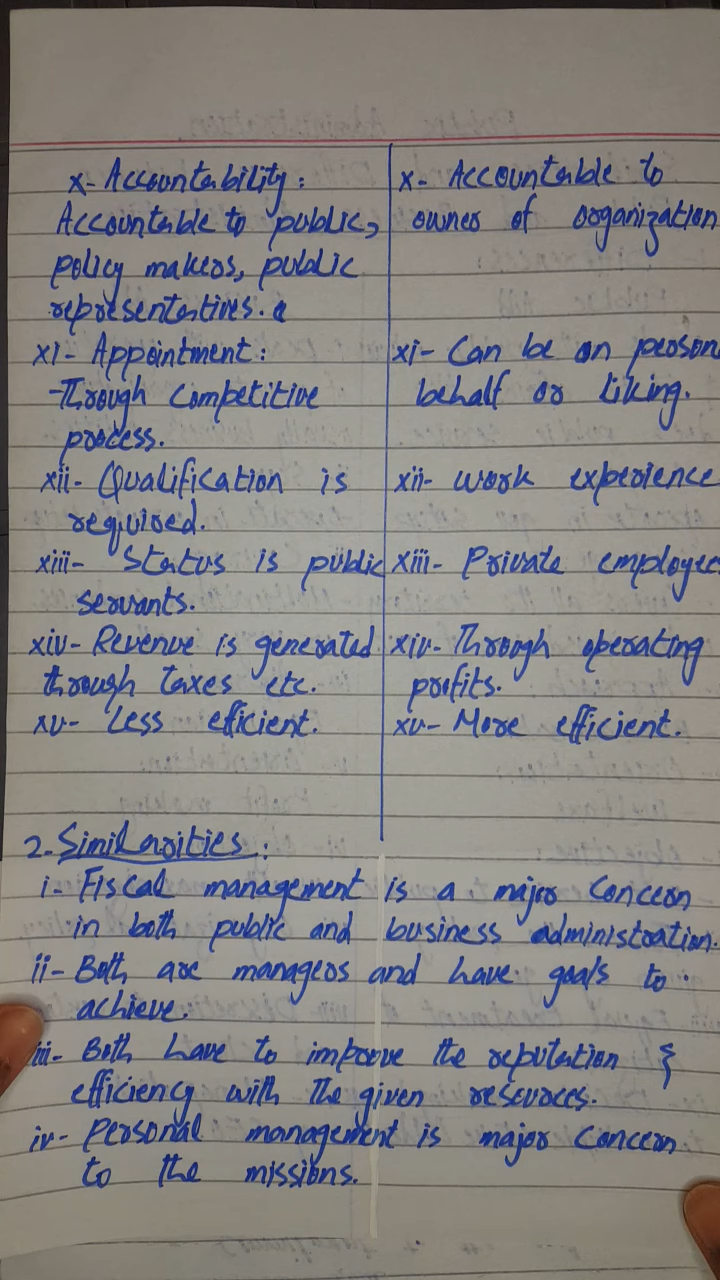 x- Accountability:
Accountable to public,
policy makers, public
representatives.
xi- Appointment:
-Through Competitive
process.
xii- Qualification is
required.
xiii- Status is public
servants.
xiv- Revenue is generated
through taxes etc.
xv- Less efficient.
x- Accountable to
owner of organization
xi- Can be on person
behalf or liking.
xii- work experience
xiii- Private employee
xiv- Through operating
profits.
xv- More efficient.
2. Similarities:
i- Fiscal management is a major Concern
in both public and business administration.
ii- Both are managers and have goals to
achieve.
iii- Both have to improve the reputation &
efficiency with the given resources.
iv- Personal management is major Concern
to the missions.